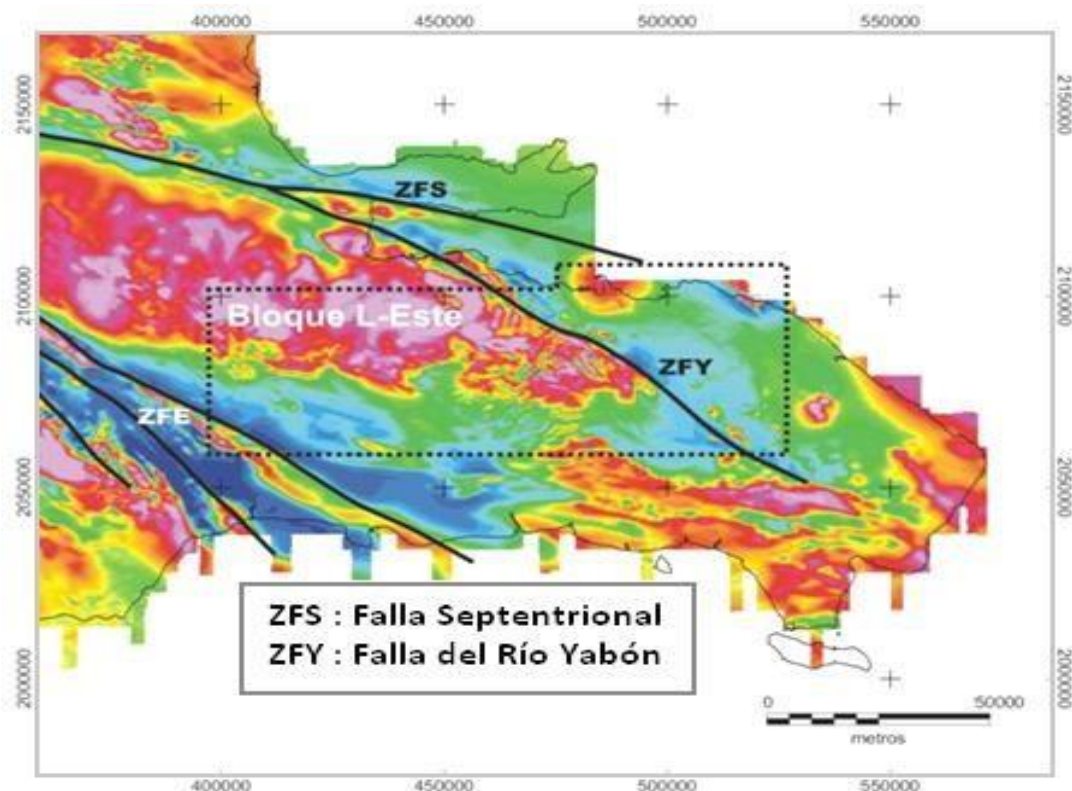 400000 450000 500000 550000
2150000 2150000
ZFS
2100000 2100000
Bloque L-Este
ZFY
ZFE
2050000 2050000
ZFS : Falla Septentrional
ZFY : Falla del Río Yabón
2000000 2000000
0 50000
metros
400000 450000 500000 550000